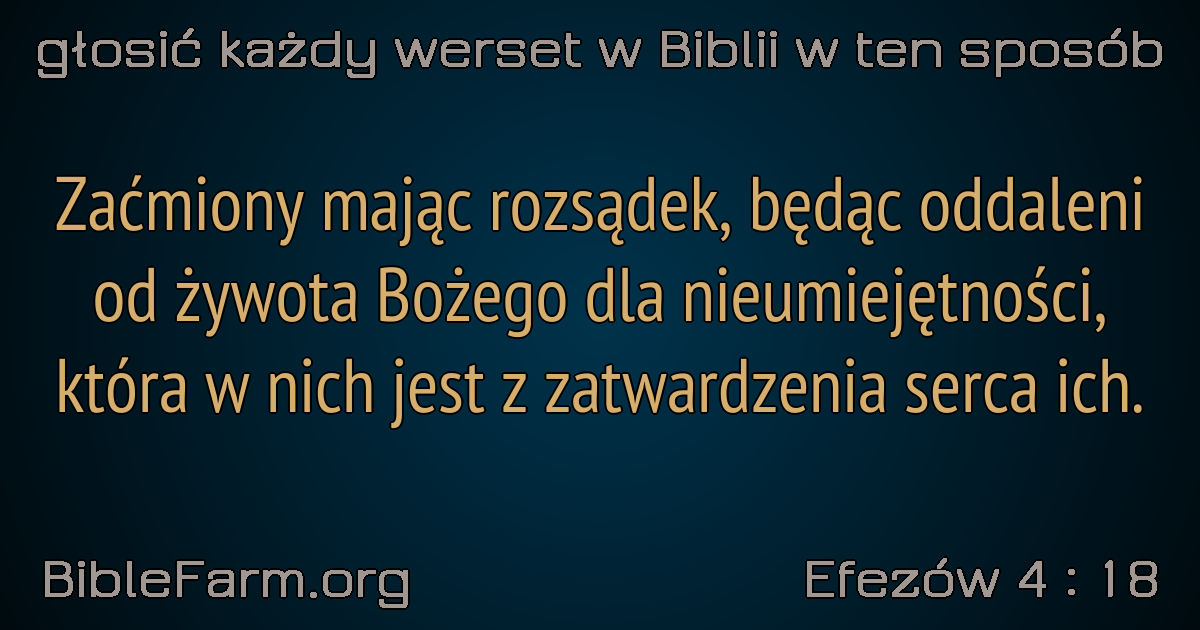 głosić każdy werset w Biblii w ten sposób
Zaćmiony mając rozsądek, będąc oddaleni
od żywota Bożego dla nieumiejętności,
która w nich jest z zatwardzenia serca ich.
BibleFarm.org
Efezów 4 : 18